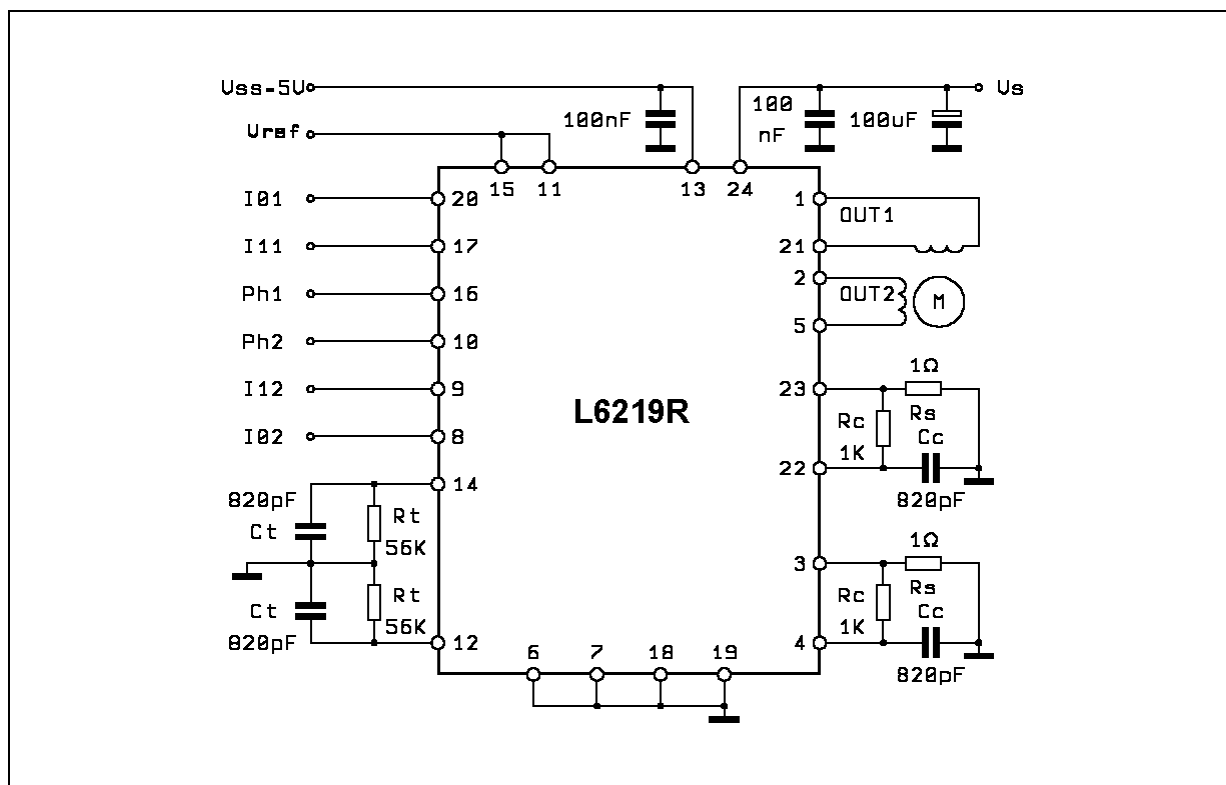 Vss-5V
Vs
100nF
100
nF
100uF
Vref
15
11
13
24
I01
20
1
OUT1
I11
17
21
2
Ph1
16
OUT2
M
5
Ph2
10
I12
9
23
1Ω
L6219R
Rc
Rs
I02
8
1K
Cc
22
820pF
14
820pF
Ct
Rt
56K
3
1Ω
Rc
Rs
Ct
Rt
1K
Cc
820pF
56K
12
4
820pF
6
7
18
19